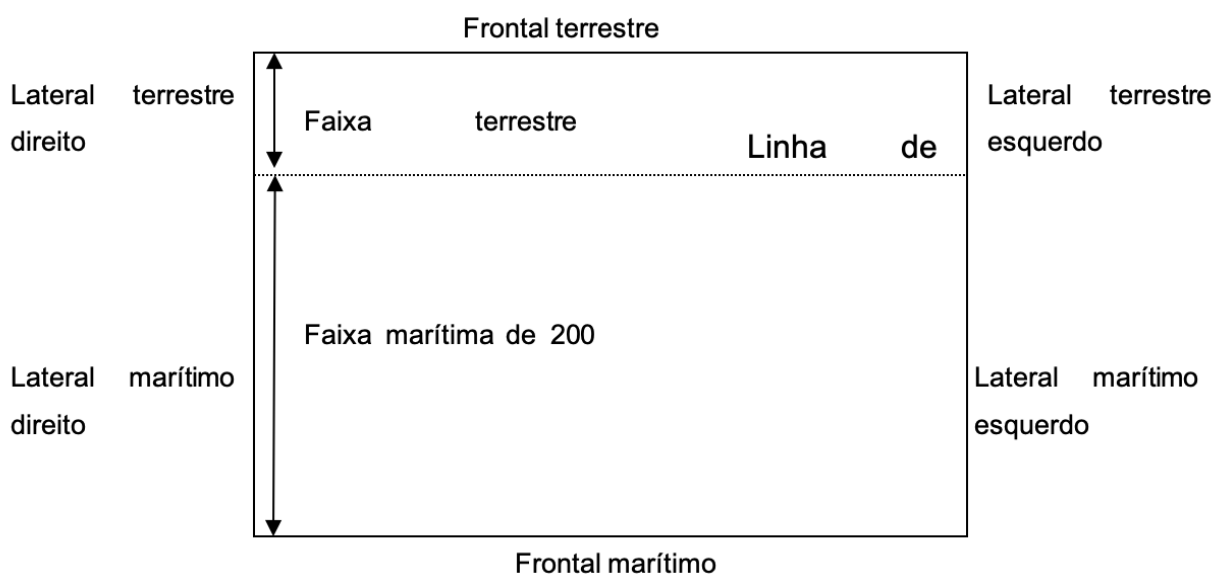 Frontal terrestre
Lateral terrestre
direito
Faixa terrestre
Linha de
Lateral terrestre
esquerdo
Faixa marítima de 200
Lateral marítimo
direito
Lateral marítimo
esquerdo
Frontal marítimo